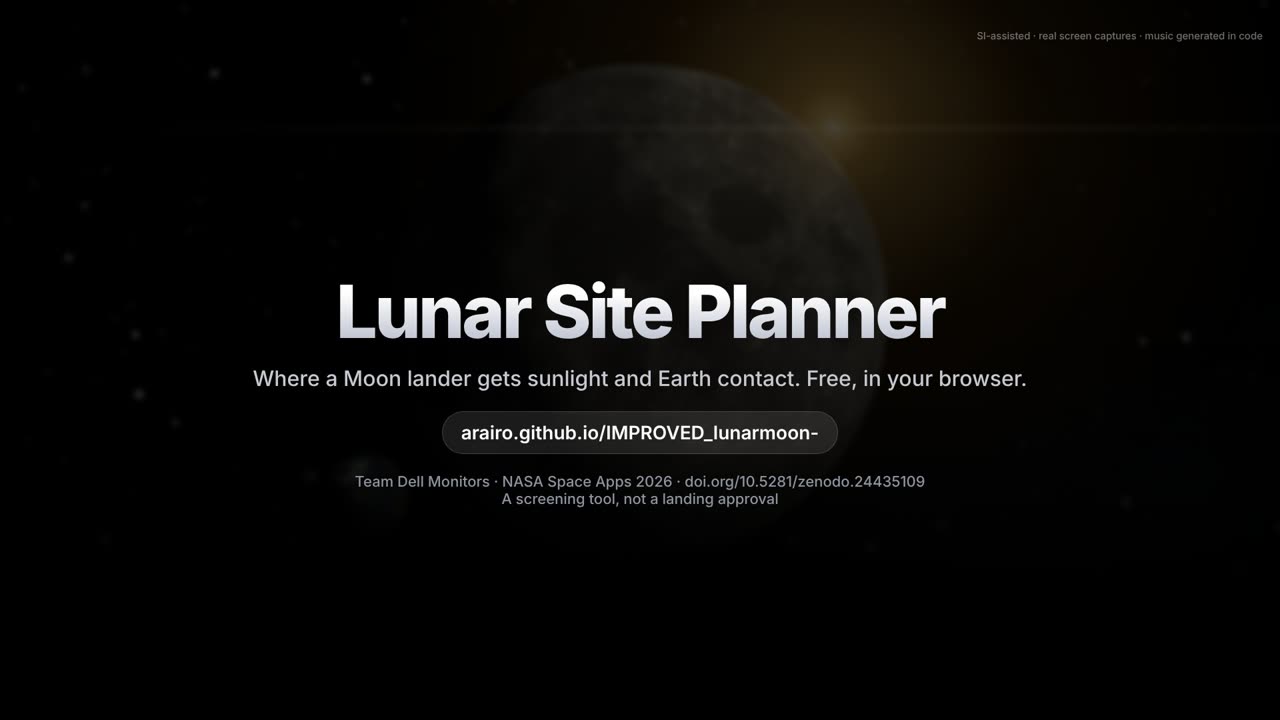 SI-assisted · real screen captures · music generated in code
Lunar Site Planner
Where a Moon lander gets sunlight and Earth contact. Free, in your browser.
arairo.github.io/IMPROVED_lunarmoon-
Team Dell Monitors · NASA Space Apps 2026 · doi.org/10.5281/zenodo.24435109
A screening tool, not a landing approval